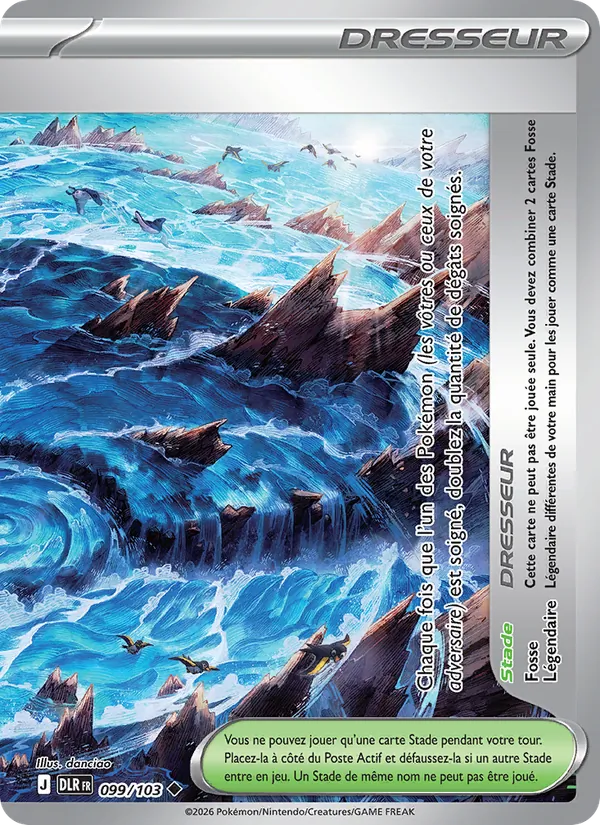 DRESSEUR
Stade DRESSEUR
Fosse
Légendaire
Cette carte ne peut pas être jouée seule. Vous devez combiner 2 cartes Fosse
Légendaire différentes de votre main pour les jouer comme une carte Stade.
Chaque fois que l'un des Pokémon (les vôtres ou ceux de votre
adversaire) est soigné, doublez la quantité de dégâts soignés.
Vous ne pouvez jouer qu'une carte Stade pendant votre tour.
Placez-la à côté du Poste Actif et défaussez-la si un autre Stade
entre en jeu. Un Stade de même nom ne peut pas être joué.
Illus. danciao
J DLR FR 099/103
©2026 Pokémon/Nintendo/Creatures/GAME FREAK